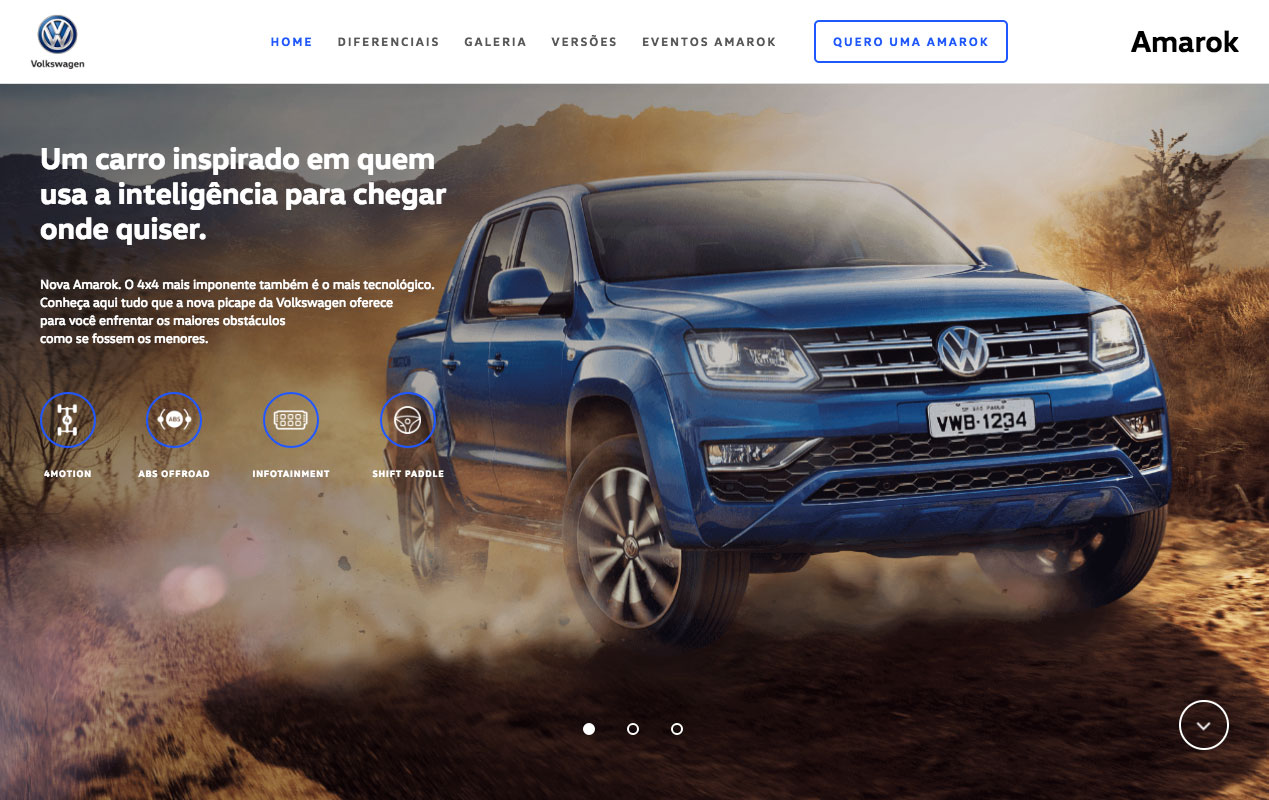 Volkswagen
HOME
DIFERENCIAIS
GALERIA
VERSÕES
EVENTOS AMAROK
QUERO UMA AMAROK
Amarok
Um carro inspirado em quem
usa a inteligência para chegar
onde quiser.
Nova Amarok. O 4x4 mais imponente também é o mais tecnológico.
Conheça aqui tudo que a nova picape da Volkswagen oferece
para você enfrentar os maiores obstáculos
como se fossem os menores.
ABS
4MOTION
ABS OFFROAD
INFOTAINMENT
SHIFT PADDLE
SP SÃO PAULO
VWB·1234